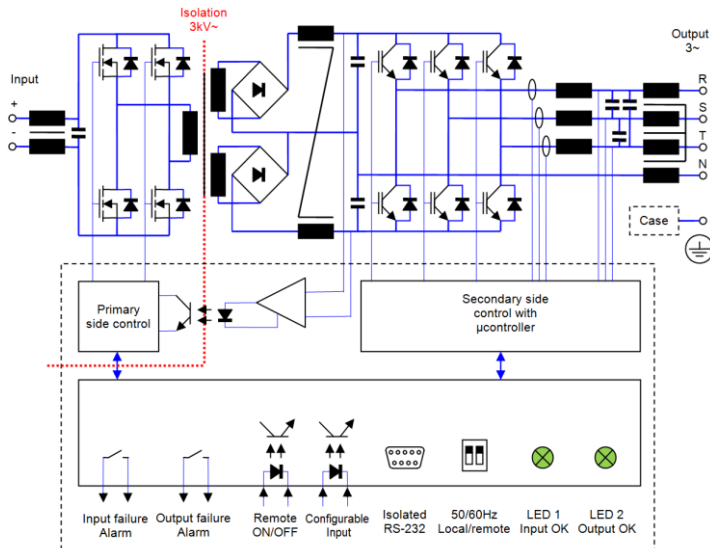 Isolation
3kV~
Output
3~
Input
+
-
R
S
T
N
Case
Primary
side control
Secondary side
control with
µcontroller
Input failure
Alarm
Output failure
Alarm
Remote
ON/OFF
Configurable
Input
Isolated
RS-232
50/60Hz
Local/remote
LED 1
Input OK
LED 2
Output OK